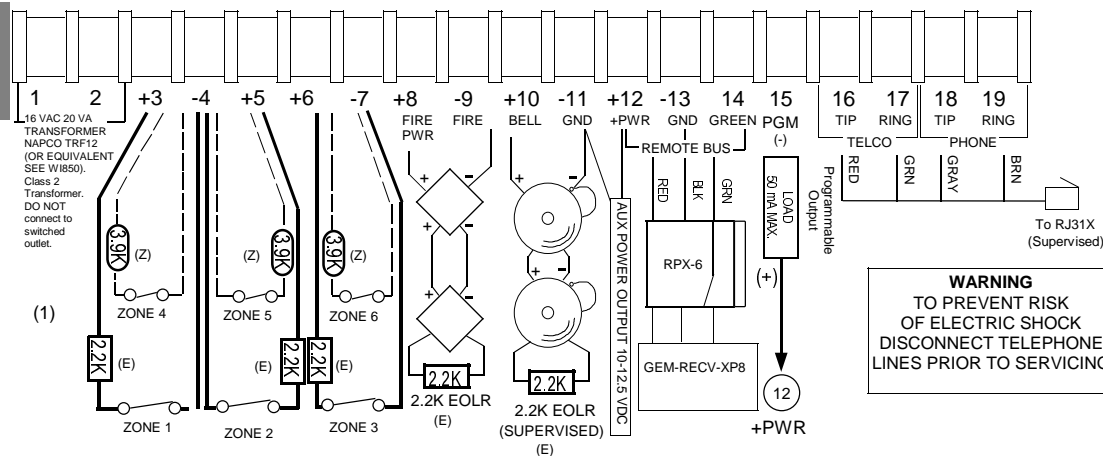 1 2 +3 -4 +5 +6 -7 +8 -9 +10 -11 +12 -13 14 15 16 17 18 19
FIRE PWR
FIRE
BELL
GND
+PWR
GND
GREEN
PGM
(-)
TIP
RING
TIP
RING
16 VAC 20 VA
TRANSFORMER
NAPCO TRF12
(OR EQUIVALENT
SEE WI850).
Class 2
Transformer.
DO NOT
connect to
switched
outlet.
REMOTE BUS
TELCO
PHONE
RED
BLK
GRN
LOAD
50 mA MAX.
Programmable
Output
RED
GRN
GRAY
BRN
To RJ31X
(Supervised)
3.9K
(Z)
ZONE 4
3.9K
(Z)
ZONE 5
3.9K
(Z)
ZONE 6
(1)
2.2K
(E)
ZONE 1
2.2K
(E)
ZONE 2
2.2K
(E)
ZONE 3
+ -
+ -
2.2K
2.2K EOLR
(E)
+ -
+ -
2.2K
2.2K EOLR
(SUPERVISED)
(E)
AUX POWER OUTPUT 10-12.5 VDC
RPX-6
GEM-RECV-XP8
(+)
12
+PWR
WARNING
TO PREVENT RISK
OF ELECTRIC SHOCK
DISCONNECT TELEPHONE
LINES PRIOR TO SERVICING